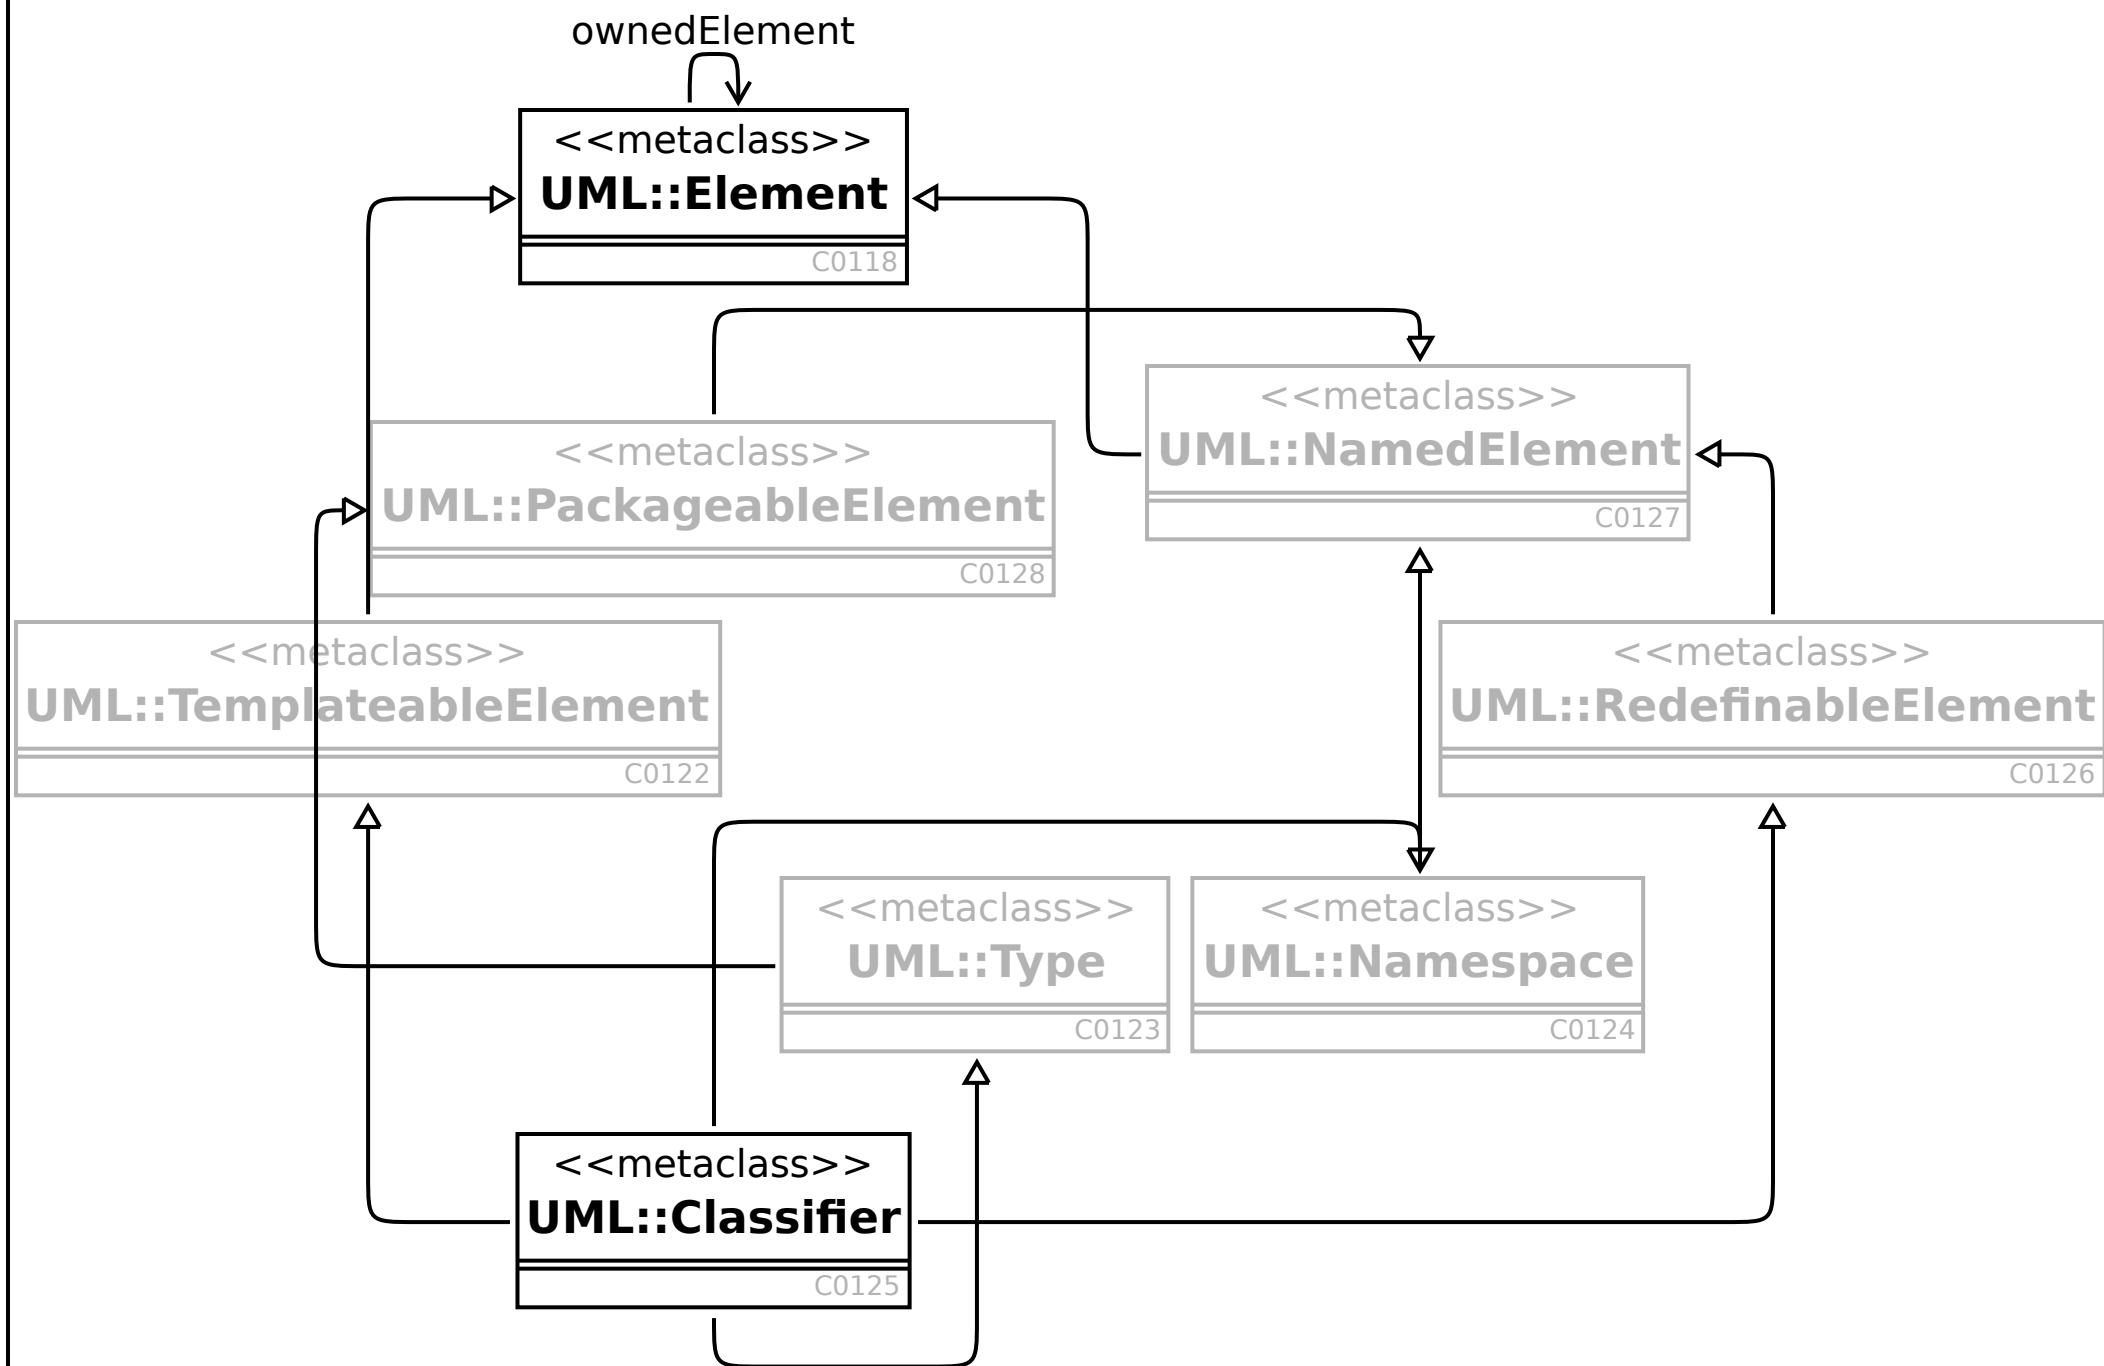 ownedElement
<<metaclass>>
UML::Element
C0118
<<metaclass>>
UML::NamedElement
C0127
<<metaclass>>
UML::PackageableElement
C0128
<<metaclass>>
UML::TemplateableElement
C0122
<<metaclass>>
UML::RedefinableElement
C0126
<<metaclass>>
UML::Type
C0123
<<metaclass>>
UML::Namespace
C0124
<<metaclass>>
UML::Classifier
C0125